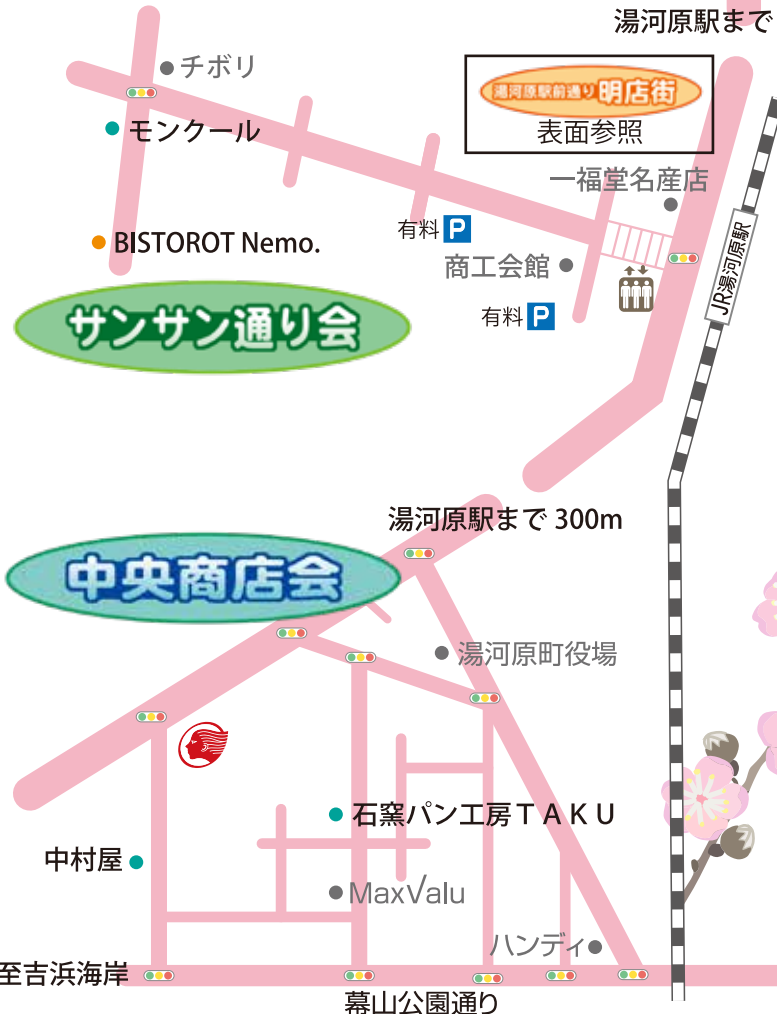 湯河原駅まで
チボリ
湯河原駅前通り明店街
表面参照
モンクール
一福堂名産店
有料 P
BISTOROT Nemo.
商工会館
JR湯河原駅
有料 P
サンサン通り会
湯河原駅まで 300m
中央商店会
湯河原町役場
石窯パン工房TAKU
中村屋
MaxValu
ハンディ
至吉浜海岸
幕山公園通り